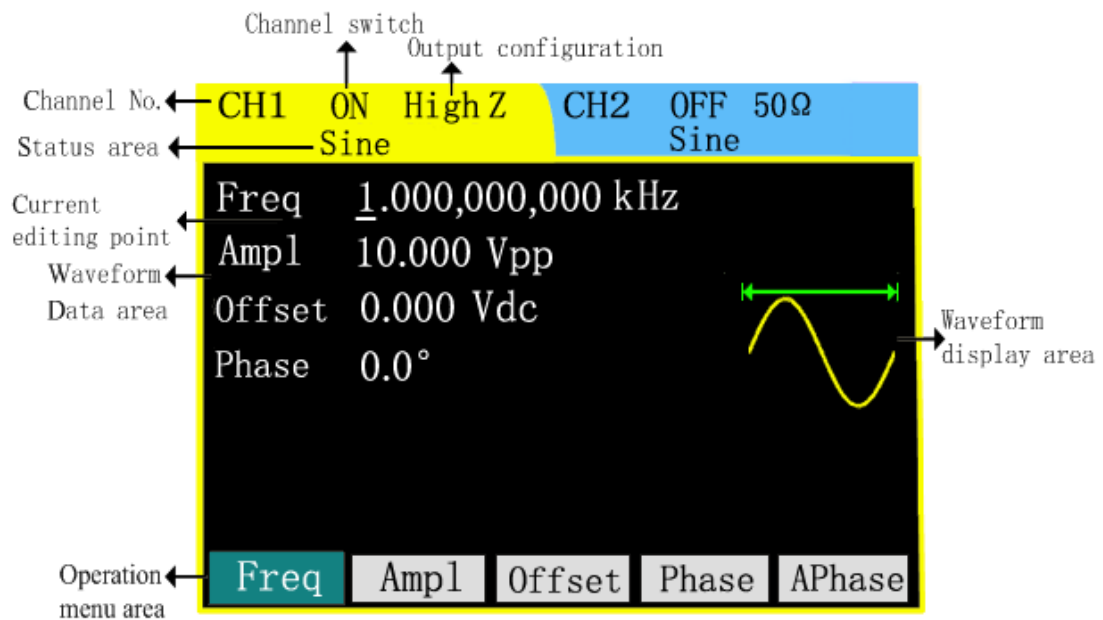 Channel switch
Output configuration
Channel No.
CH1 ON High Z CH2 OFF 50Ω
Status area
Sine Sine
Current
editing point
Freq 1.000,000,000 kHz
Ampl 10.000 Vpp
Waveform
Data area
Offset 0.000 Vdc
Phase 0.0°
Waveform
display area
Operation
menu area
Freq Ampl Offset Phase APhase